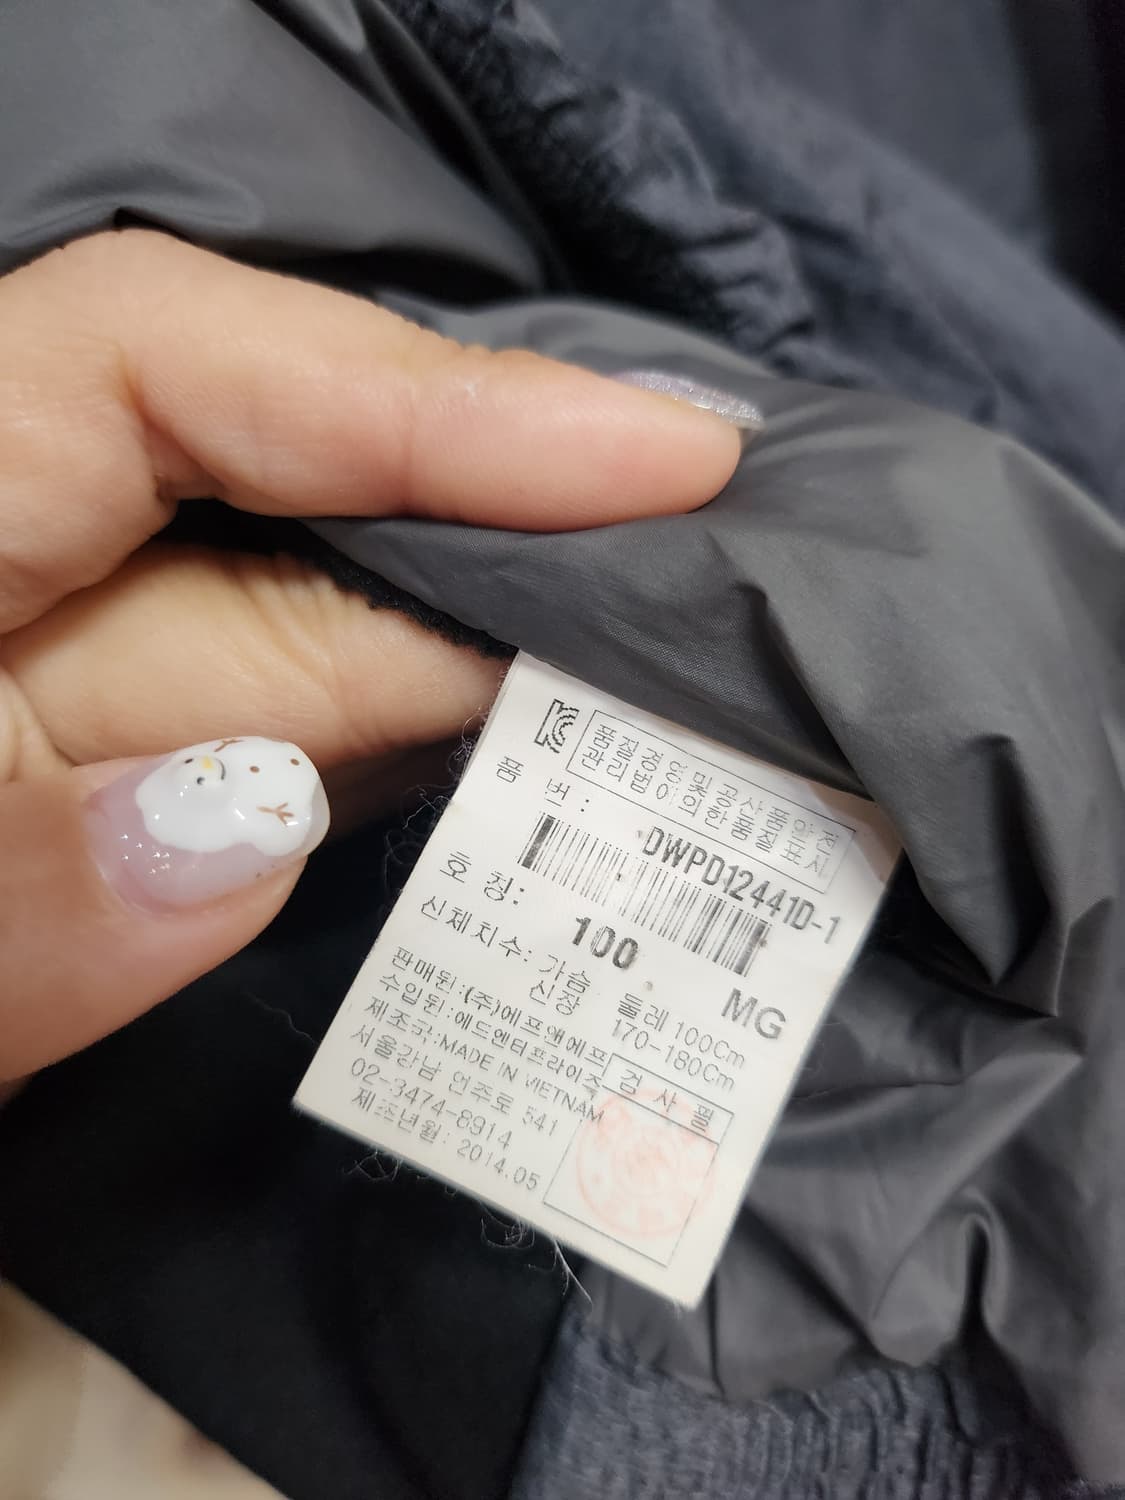 품질경영및공산품안전
관리법에의한품질표시
품 번 :
DWPD12441D-1
호 칭 : 100
MG
신체치수 : 가슴 둘레 100Cm
신장 170-180Cm
판매원:(주)에프앤에프
수입원:에드엔터프라이즈
제조국:MADE IN VIETNAM
서울강남 언주로 541
02-3474-8914
제조년월 : 2014.05
검 사 필